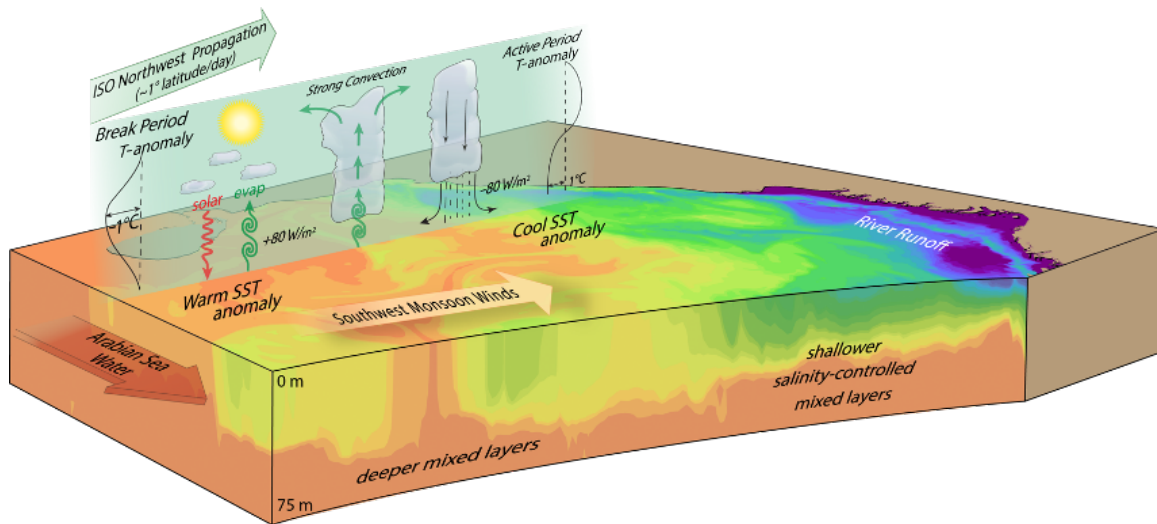 ISO Northwest Propagation
(~1° latitude/day)
Break Period
T-anomaly
~1°C
solar
evap
+80 W/m²
Strong Convection
Active Period
T-anomaly
-80 W/m²
1°C
Warm SST
anomaly
Cool SST
anomaly
Southwest Monsoon Winds
River Runoff
Arabian Sea
Water
0 m
75 m
deeper mixed layers
shallower
salinity-controlled
mixed layers